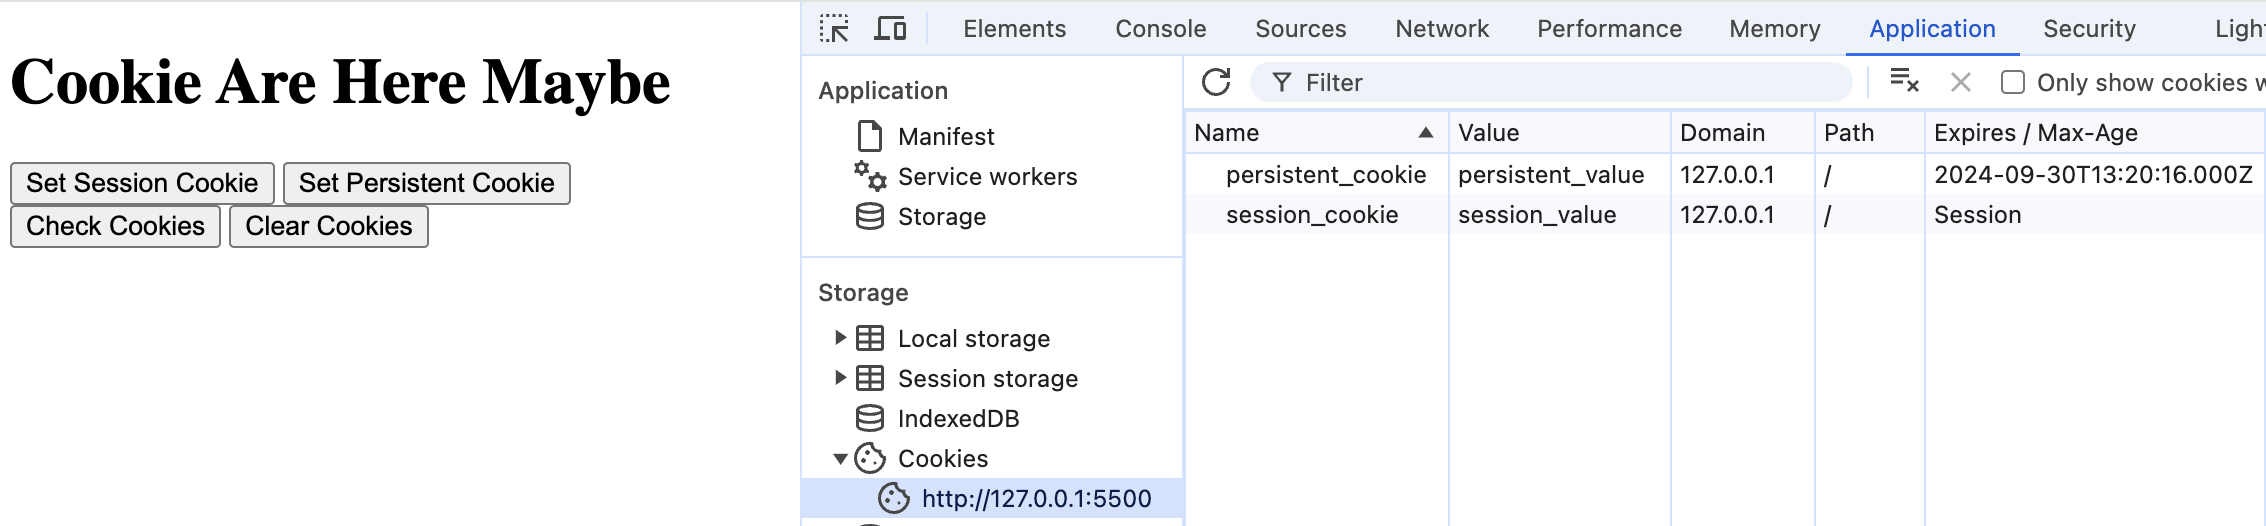 Cookie Are Here Maybe
Set Session Cookie Set Persistent Cookie
Check Cookies Clear Cookies
Elements Console Sources Network Performance Memory Application Security Ligh
Application
Manifest
Service workers
Storage
Storage
Local storage
Session storage
IndexedDB
Cookies
http://127.0.0.1:5500
Filter Only show cookies w
Name Value Domain Path Expires / Max-Age
persistent_cookie persistent_value 127.0.0.1 / 2024-09-30T13:20:16.000Z
session_cookie session_value 127.0.0.1 / Session